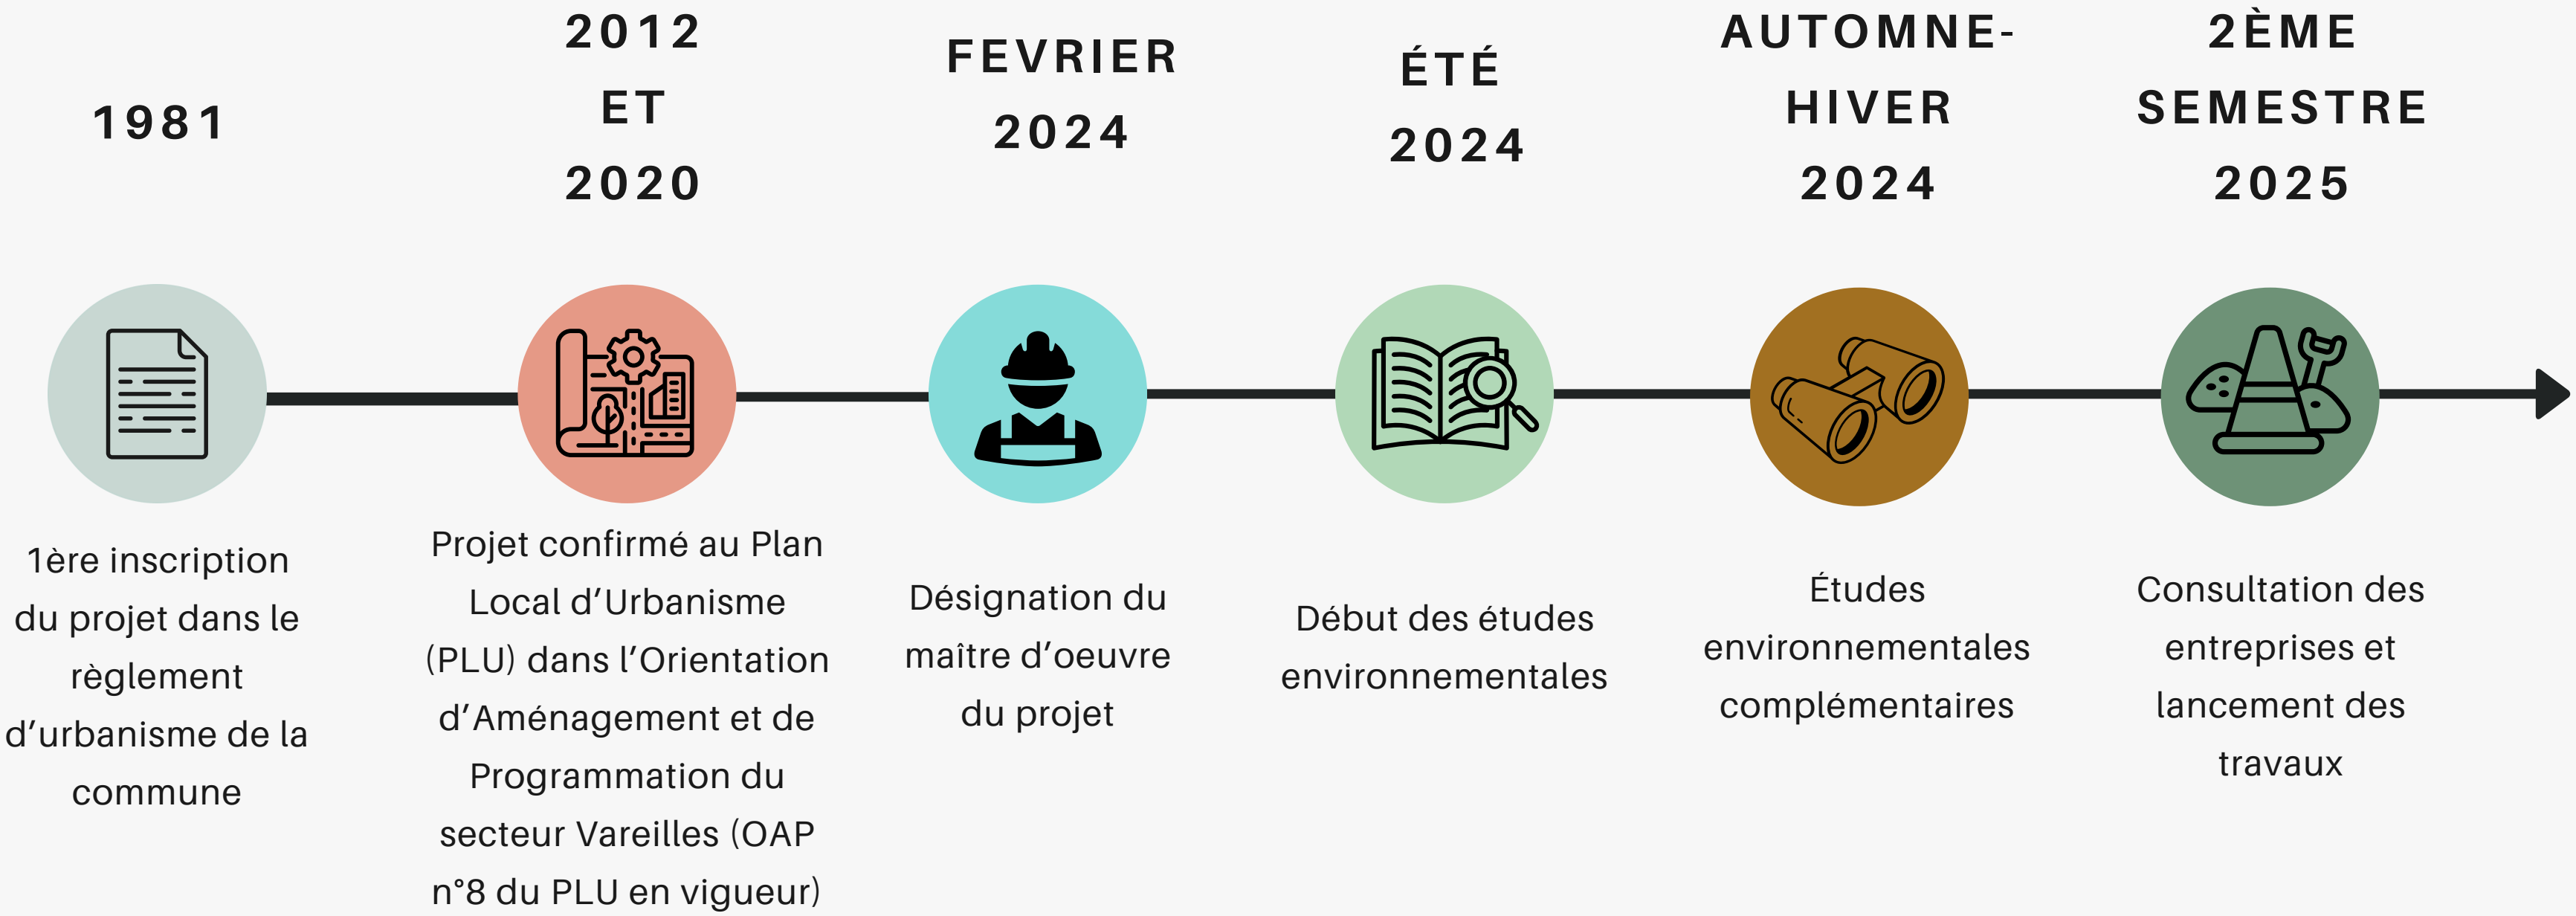 1981
1ère inscription
du projet dans le
règlement
d’urbanisme de la
commune
2012
ET
2020
Projet confirmé au Plan
Local d’Urbanisme
(PLU) dans l’Orientation
d’Aménagement et de
Programmation du
secteur Vareilles (OAP
n°8 du PLU en vigueur)
FEVRIER
2024
Désignation du
maître d’oeuvre
du projet
ÉTÉ
2024
Début des études
environnementales
AUTOMNE-
HIVER
2024
Études
environnementales
complémentaires
2ÈME
SEMESTRE
2025
Consultation des
entreprises et
lancement des
travaux